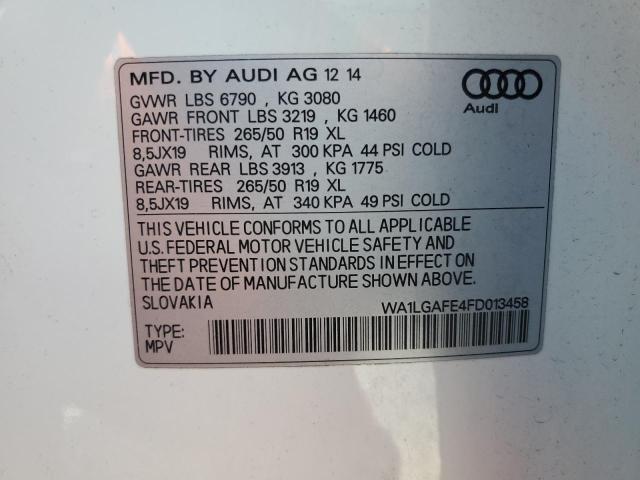 MFD. BY AUDI AG 12 14
GVWR LBS 6790 , KG 3080
GAWR FRONT LBS 3219 , KG 1460
FRONT-TIRES 265/50 R19 XL
8,5JX19 RIMS, AT 300 KPA 44 PSI COLD
GAWR REAR LBS 3913 , KG 1775
REAR-TIRES 265/50 R19 XL
8,5JX19 RIMS, AT 340 KPA 49 PSI COLD
Audi
THIS VEHICLE CONFORMS TO ALL APPLICABLE
U.S. FEDERAL MOTOR VEHICLE SAFETY AND
THEFT PREVENTION STANDARDS IN EFFECT ON
THE DATE OF MANUFACTURE SHOWN ABOVE.
SLOVAKIA
WA1LGAFE4FD013458
TYPE:
MPV